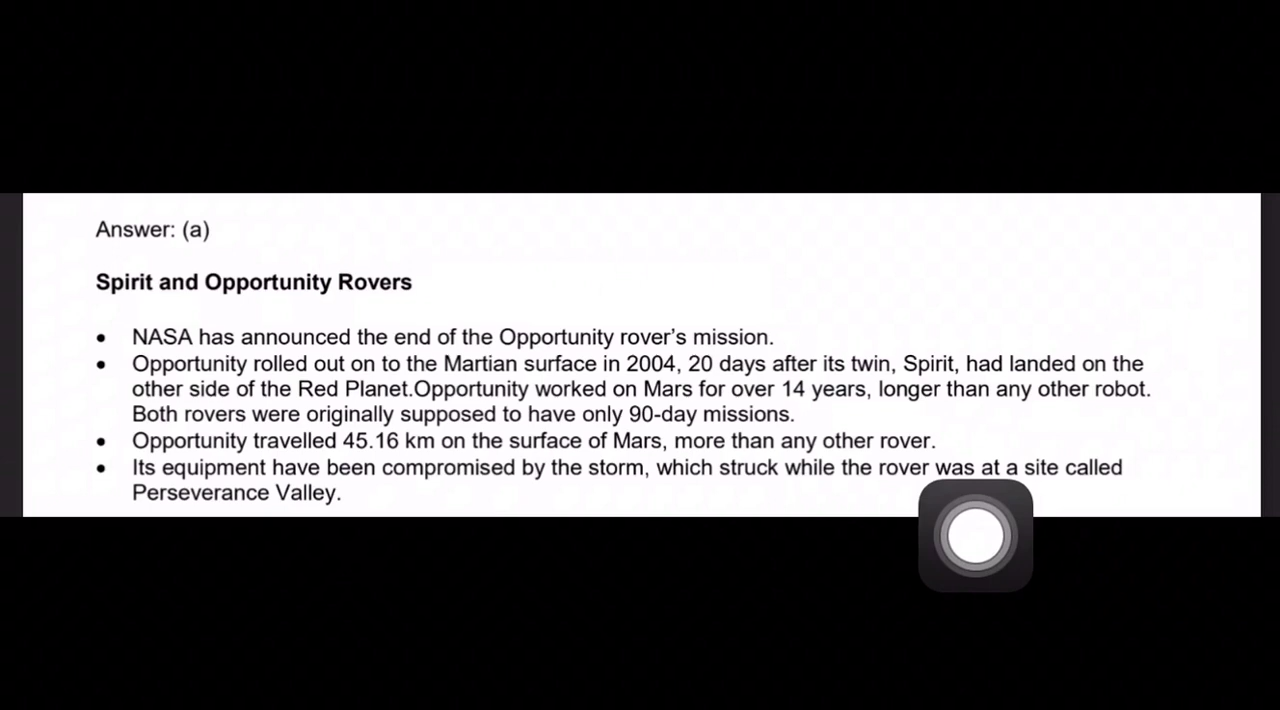 Answer: (a)
Spirit and Opportunity Rovers
• NASA has announced the end of the Opportunity rover's mission.
• Opportunity rolled out on to the Martian surface in 2004, 20 days after its twin, Spirit, had landed on the
other side of the Red Planet.Opportunity worked on Mars for over 14 years, longer than any other robot.
Both rovers were originally supposed to have only 90-day missions.
• Opportunity travelled 45.16 km on the surface of Mars, more than any other rover.
• Its equipment have been compromised by the storm, which struck while the rover was at a site called
Perseverance Valley.